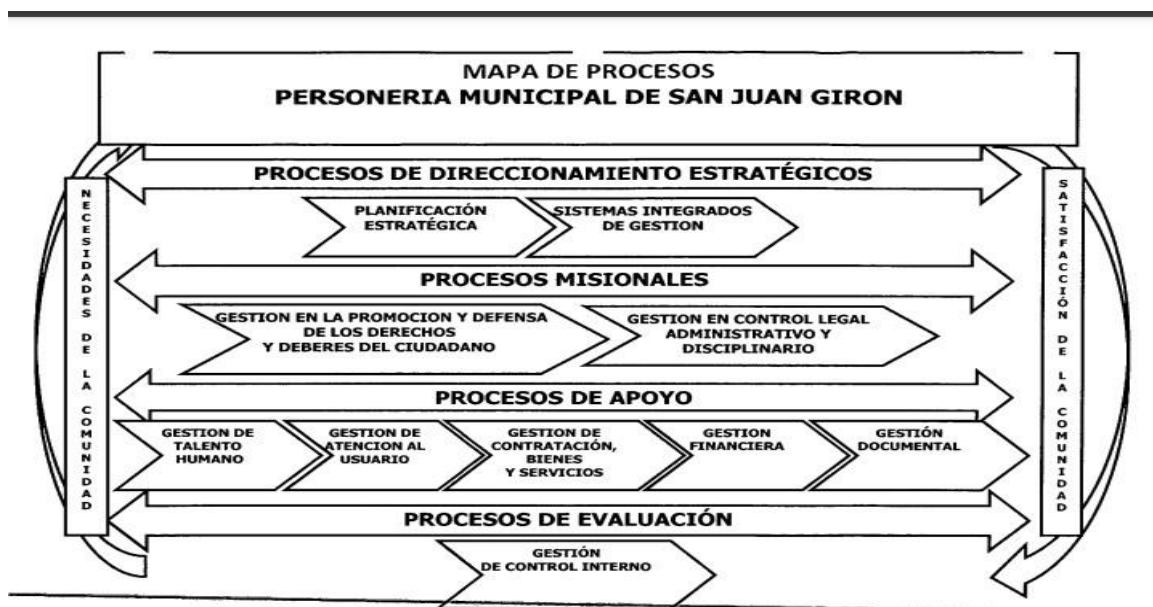 MAPA DE PROCESOS
PERSONERIA MUNICIPAL DE SAN JUAN GIRON
PROCESOS DE DIRECCIONAMIENTO ESTRATÉGICOS
NECESIDADES DE LA COMUNIDAD
SATISFACCIÓN DE LA COMUNIDAD
PLANIFICACIÓN
ESTRATÉGICA
SISTEMAS INTEGRADOS
DE GESTION
PROCESOS MISIONALES
GESTION EN LA PROMOCION Y DEFENSA
DE LOS DERECHOS
Y DEBERES DEL CIUDADANO
GESTION EN CONTROL LEGAL
ADMINISTRATIVO Y
DISCIPLINARIO
PROCESOS DE APOYO
GESTION DE
TALENTO
HUMANO
GESTION DE
ATENCION AL
USUARIO
GESTION DE
CONTRATACIÓN,
BIENES
Y SERVICIOS
GESTION
FINANCIERA
GESTIÓN
DOCUMENTAL
PROCESOS DE EVALUACIÓN
GESTIÓN
DE CONTROL INTERNO